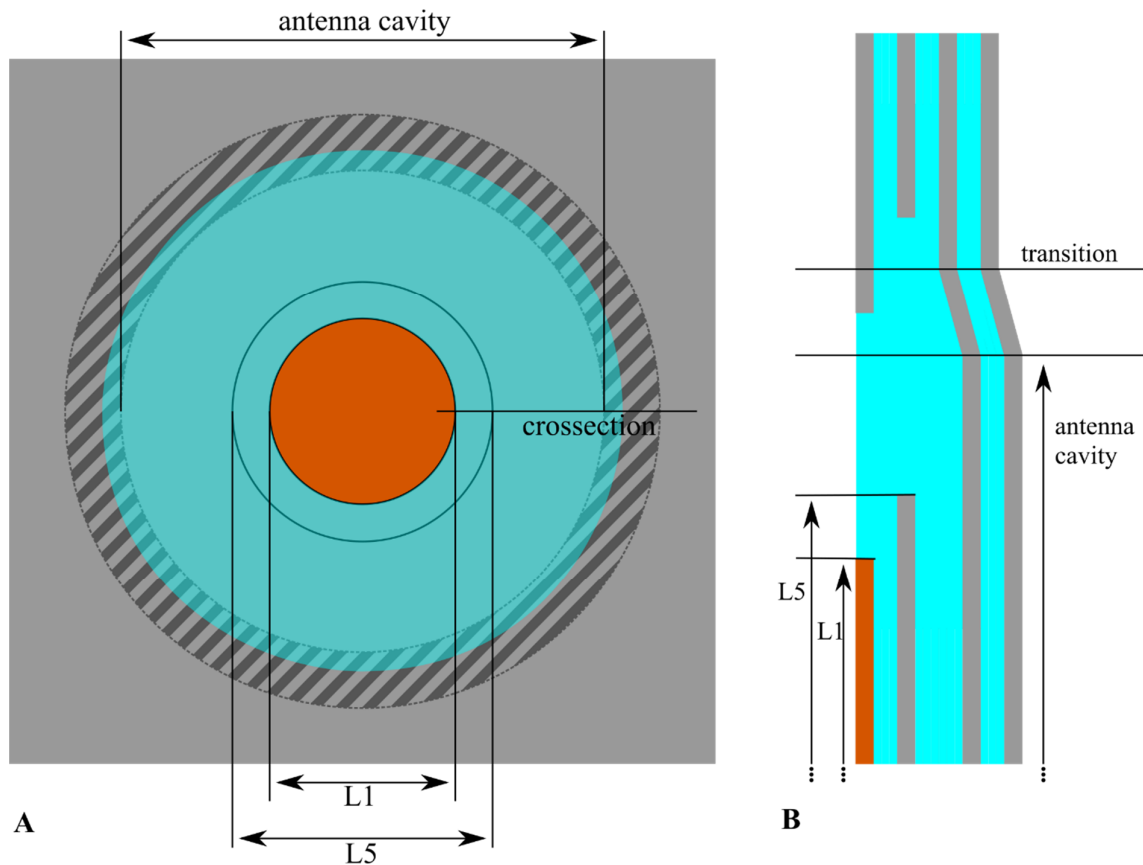 antenna cavity
crossection
L1
L5
A
transition
antenna
cavity
L5
L1
B